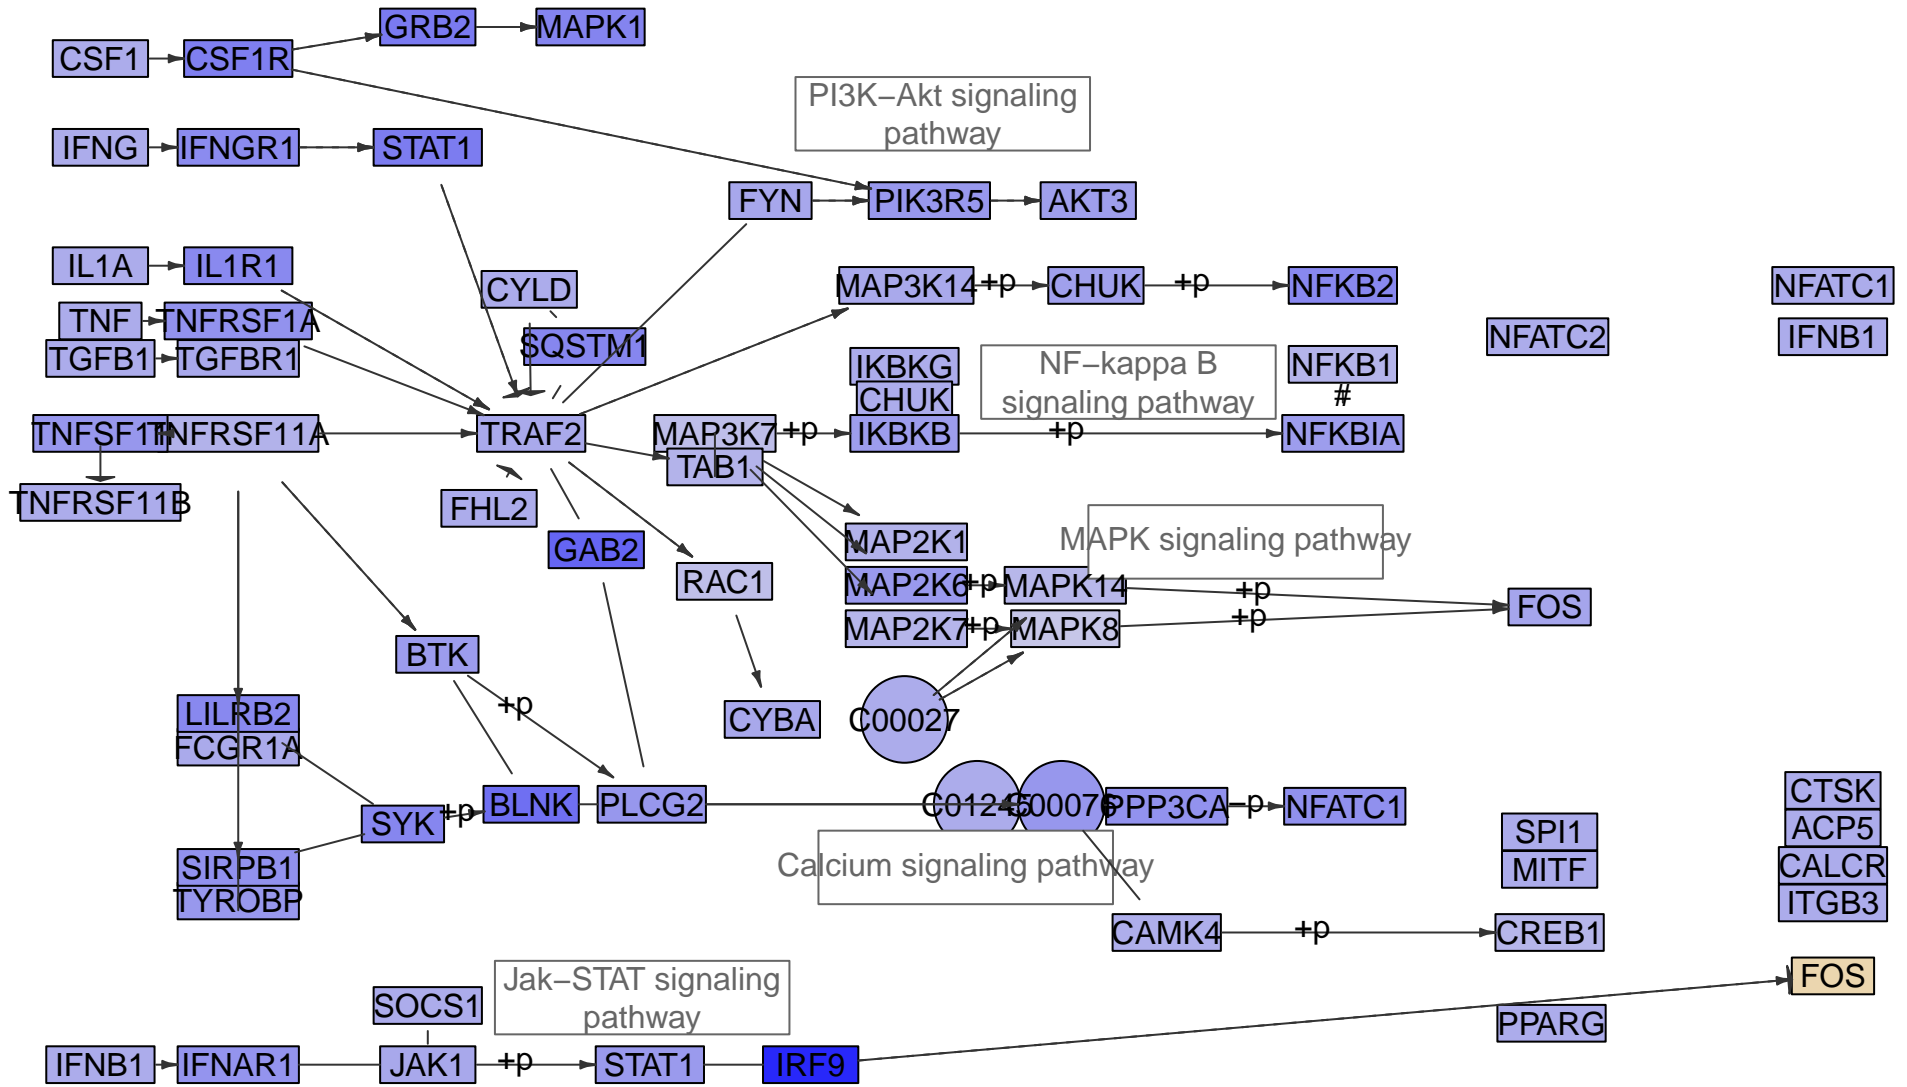 GRB2
MAPK1
CSF1
CSF1R
PI3K−Akt signaling
pathway
IFNG
IFNGR1
STAT1
FYN
PIK3R5
AKT3
IL1A
IL1R1
CYLD
MAP3K14
+p
CHUK
+p
NFKB2
NFATC1
TNF
TNFRSF1A
SQSTM1
NFATC2
IFNB1
TGFB1
TGFBR1
IKBKG
NF−kappa B
signaling pathway
NFKB1
CHUK
#
TNFSF11
TNFRSF11A
TRAF2
MAP3K7
+p
IKBKB
+p
NFKBIA
TAB1
TNFRSF11B
FHL2
GAB2
MAP2K1
MAPK signaling pathway
RAC1
MAP2K6
+p
MAPK14
+p
FOS
MAP2K7
+p
MAPK8
+p
BTK
+p
LILRB2
CYBA
C00027
FCGR1A
SYK
+p
BLNK
PLCG2
C01245
C00076
PPP3CA
−p
NFATC1
CTSK
SPI1
ACP5
SIRPB1
Calcium signaling pathway
MITF
CALCR
TYROBP
ITGB3
CAMK4
+p
CREB1
Jak−STAT signaling
pathway
FOS
SOCS1
PPARG
IFNB1
IFNAR1
JAK1
+p
STAT1
IRF9